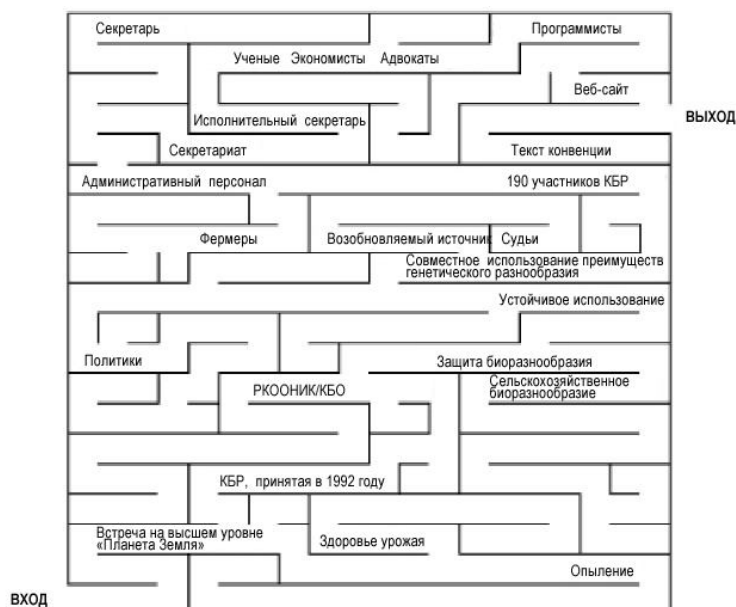 Секретарь
Программисты
Ученые Экономисты Адвокаты
Веб-сайт
ВЫХОД
Исполнительный секретарь
Секретариат
Текст конвенции
Административный персонал
190 участников КБР
Фермеры
Возобновляемый источник
Судьи
Совместное использование преимуществ
генетического разнообразия
Устойчивое использование
Политики
Защита биоразнообразия
РКООНИК/КБО
Сельскохозяйственное
биоразнообразие
КБР, принятая в 1992 году
Встреча на высшем уровне
«Планета Земля»
Здоровье урожая
Опыление
ВХОД